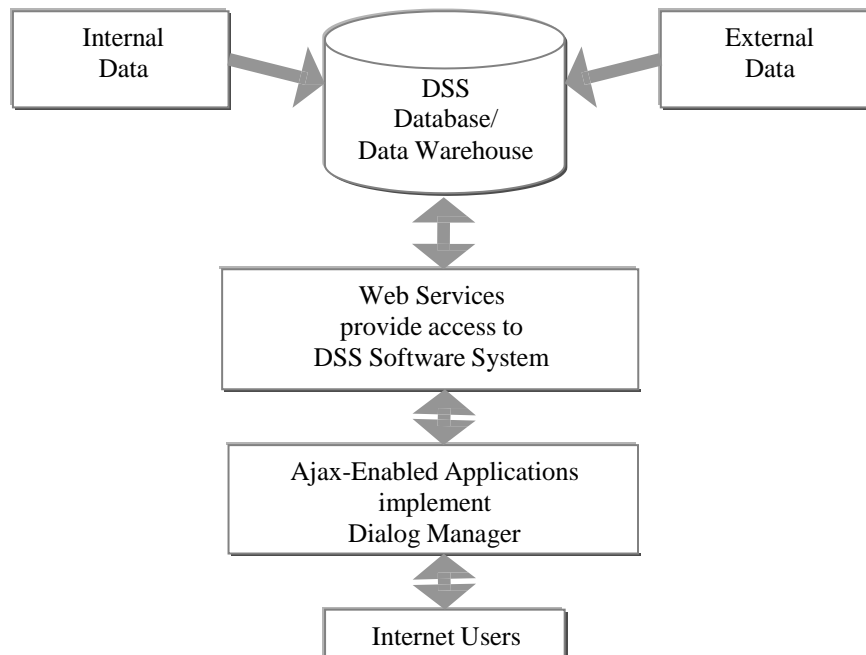 Internal
Data
DSS
Database/
Data Warehouse
External
Data
Web Services
provide access to
DSS Software System
Ajax-Enabled Applications
implement
Dialog Manager
Internet Users